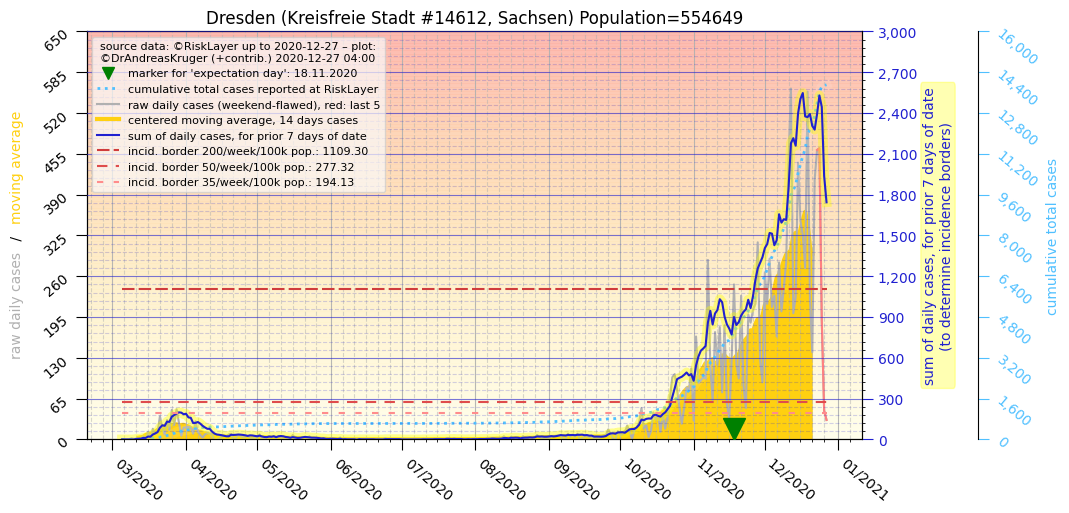 Dresden (Kreisfreie Stadt #14612, Sachsen) Population=554649
source data: ©RiskLayer up to 2020-12-27 – plot:
©DrAndreasKruger (+contrib.) 2020-12-27 04:00
marker for 'expectation day': 18.11.2020
cumulative total cases reported at RiskLayer
raw daily cases (weekend-flawed), red: last 5
centered moving average, 14 days cases
sum of daily cases, for prior 7 days of date
incid. border 200/week/100k pop.: 1109.30
incid. border 50/week/100k pop.: 277.32
incid. border 35/week/100k pop.: 194.13
raw daily cases / moving average
650
585
520
455
390
325
260
195
130
65
0
03/2020
04/2020
05/2020
06/2020
07/2020
08/2020
09/2020
10/2020
11/2020
12/2020
01/2021
3,000
2,700
2,400
2,100
1,800
1,500
1,200
900
600
300
0
sum of daily cases, for prior 7 days of date
(to determine incidence borders)
16,000
14,400
12,800
11,200
9,600
8,000
6,400
4,800
3,200
1,600
0
cumulative total cases